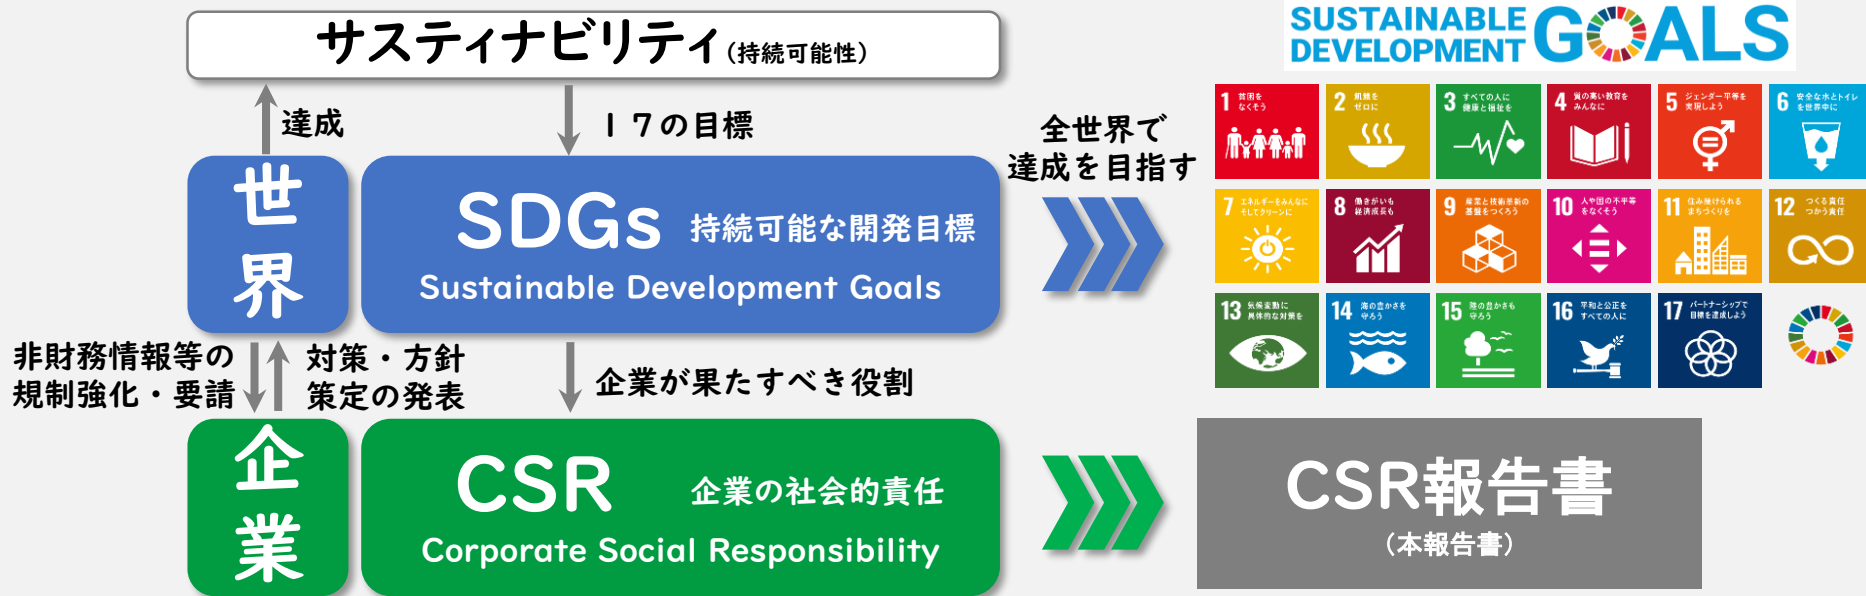 サスティナビリティ(持続可能性)
達成
17の目標
世界
SDGs 持続可能な開発目標
Sustainable Development Goals
全世界で
達成を目指す
SUSTAINABLE
DEVELOPMENT
GOALS
1 貧困を
なくそう
2 飢餓を
ゼロに
3 すべての人に
健康と福祉を
4 質の高い教育を
みんなに
5 ジェンダー平等を
実現しよう
6 安全な水とトイレ
を世界中に
7 エネルギーをみんなに
そしてクリーンに
8 働きがいも
経済成長も
9 産業と技術革新の
基盤をつくろう
10 人や国の不平等
をなくそう
11 住み続けられる
まちづくりを
12 つくる責任
つかう責任
13 気候変動に
具体的な対策を
14 海の豊かさを
守ろう
15 陸の豊かさも
守ろう
16 平和と公正を
すべての人に
17 パートナーシップで
目標を達成しよう
非財務情報等の
規制強化・要請
対策・方針
策定の発表
企業が果たすべき役割
企業
CSR 企業の社会的責任
Corporate Social Responsibility
CSR報告書
(本報告書)